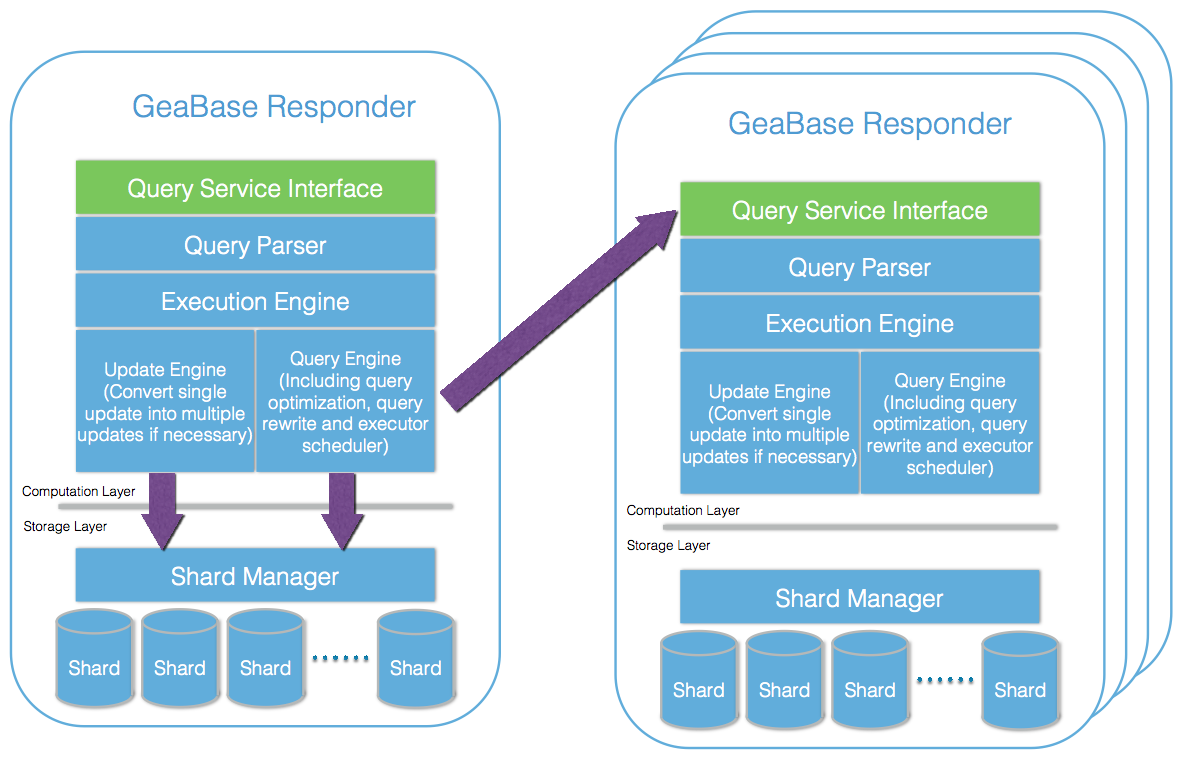 GeaBase Responder
Query Service Interface
Query Parser
Execution Engine
Update Engine
(Convert single
update into multiple
updates if necessary)
Query Engine
(Including query
optimization, query
rewrite and executor
scheduler)
Computation Layer
Storage Layer
Shard Manager
Shard
Shard
Shard
Shard
GeaBase Responder
Query Service Interface
Query Parser
Execution Engine
Update Engine
(Convert single
update into multiple
updates if necessary)
Query Engine
(Including query
optimization, query
rewrite and executor
scheduler)
Computation Layer
Storage Layer
Shard Manager
Shard
Shard
Shard
Shard